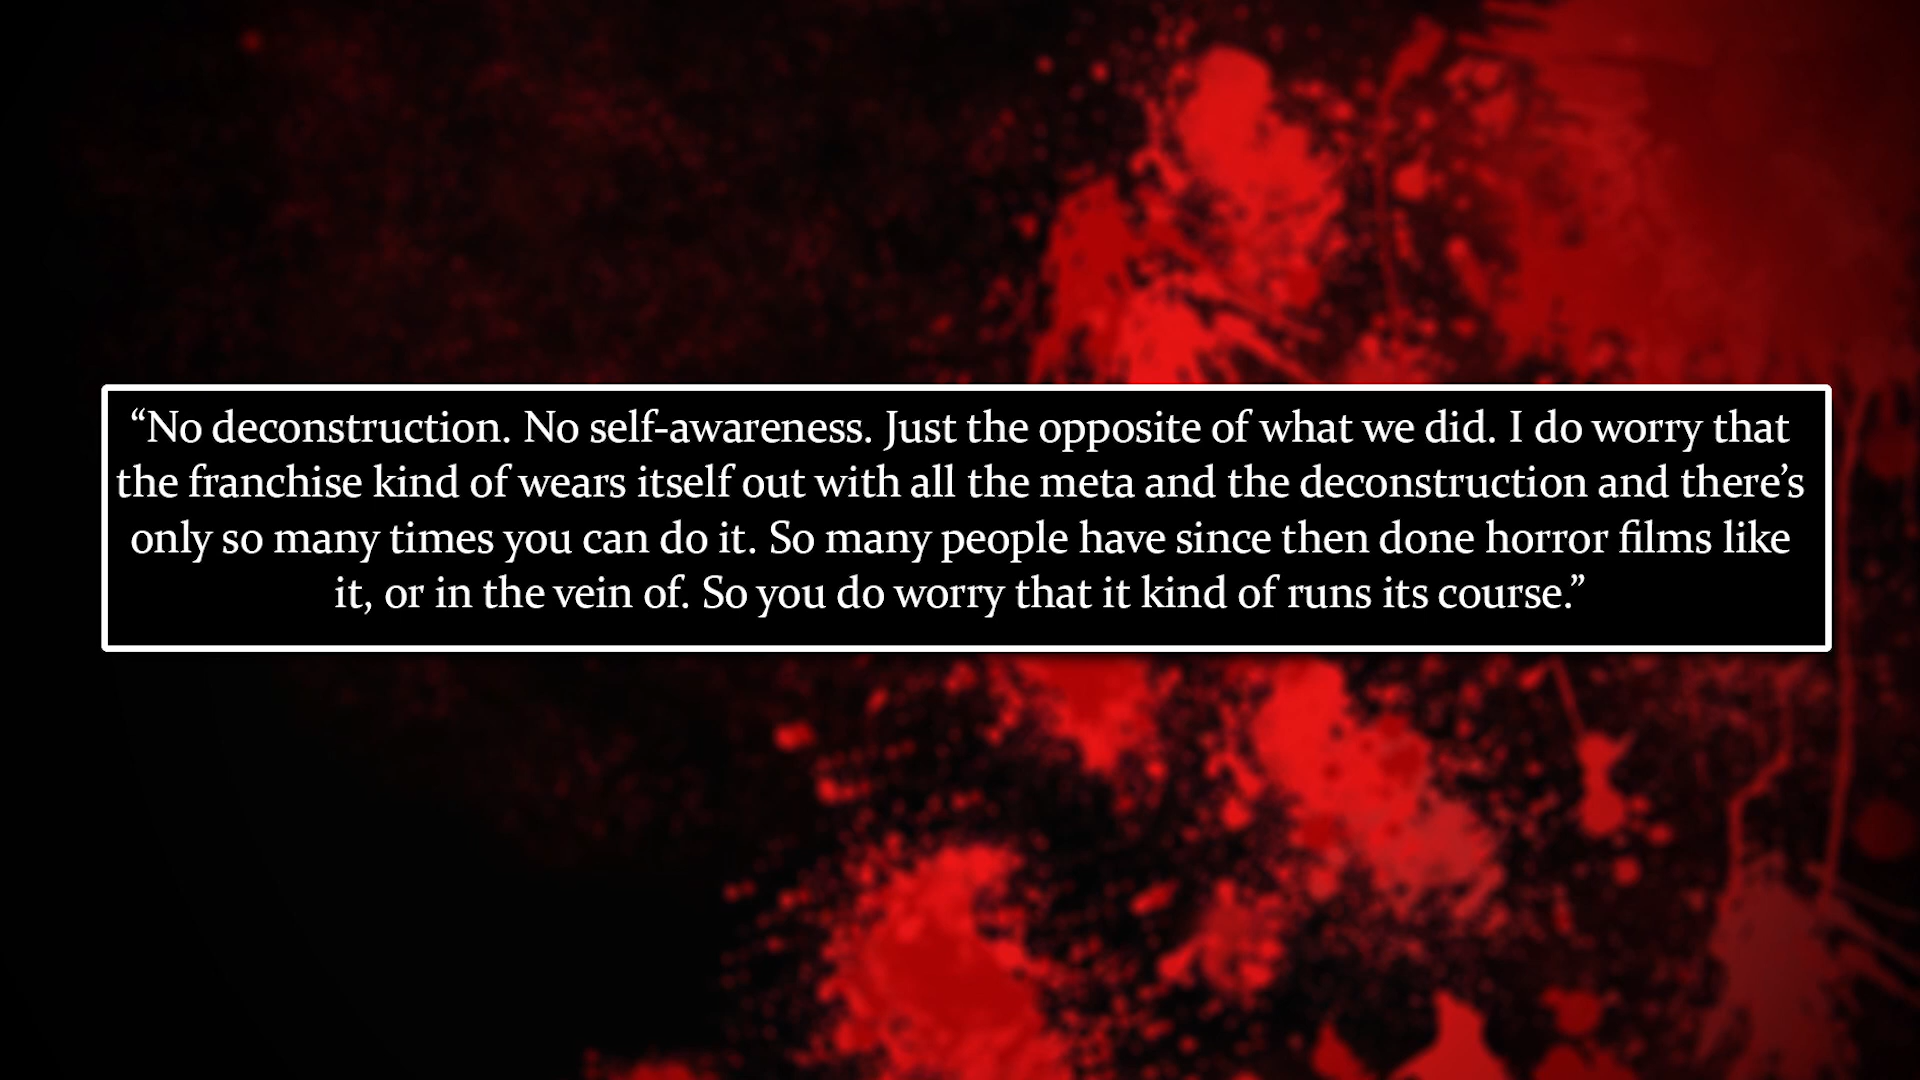 “No deconstruction. No self-awareness. Just the opposite of what we did. I do worry that
the franchise kind of wears itself out with all the meta and the deconstruction and there’s
only so many times you can do it. So many people have since then done horror films like
it, or in the vein of. So you do worry that it kind of runs its course.”